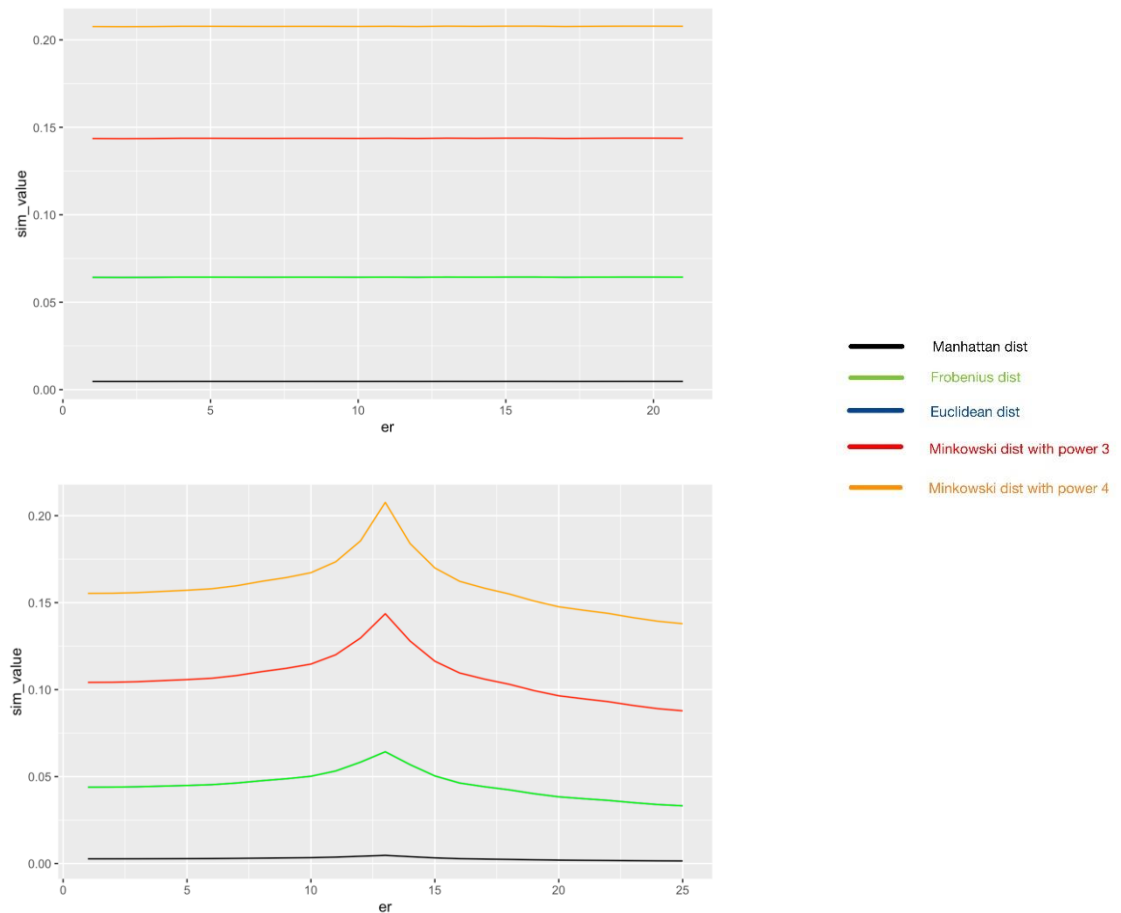 0.20
0.15
sim_value
0.10
0.05
0.00
0
5
10
15
20
er
Manhattan dist
Frobenius dist
Euclidean dist
Minkowski dist with power 3
Minkowski dist with power 4
0.20
0.15
sim_value
0.10
0.05
0.00
0
5
10
15
20
25
er